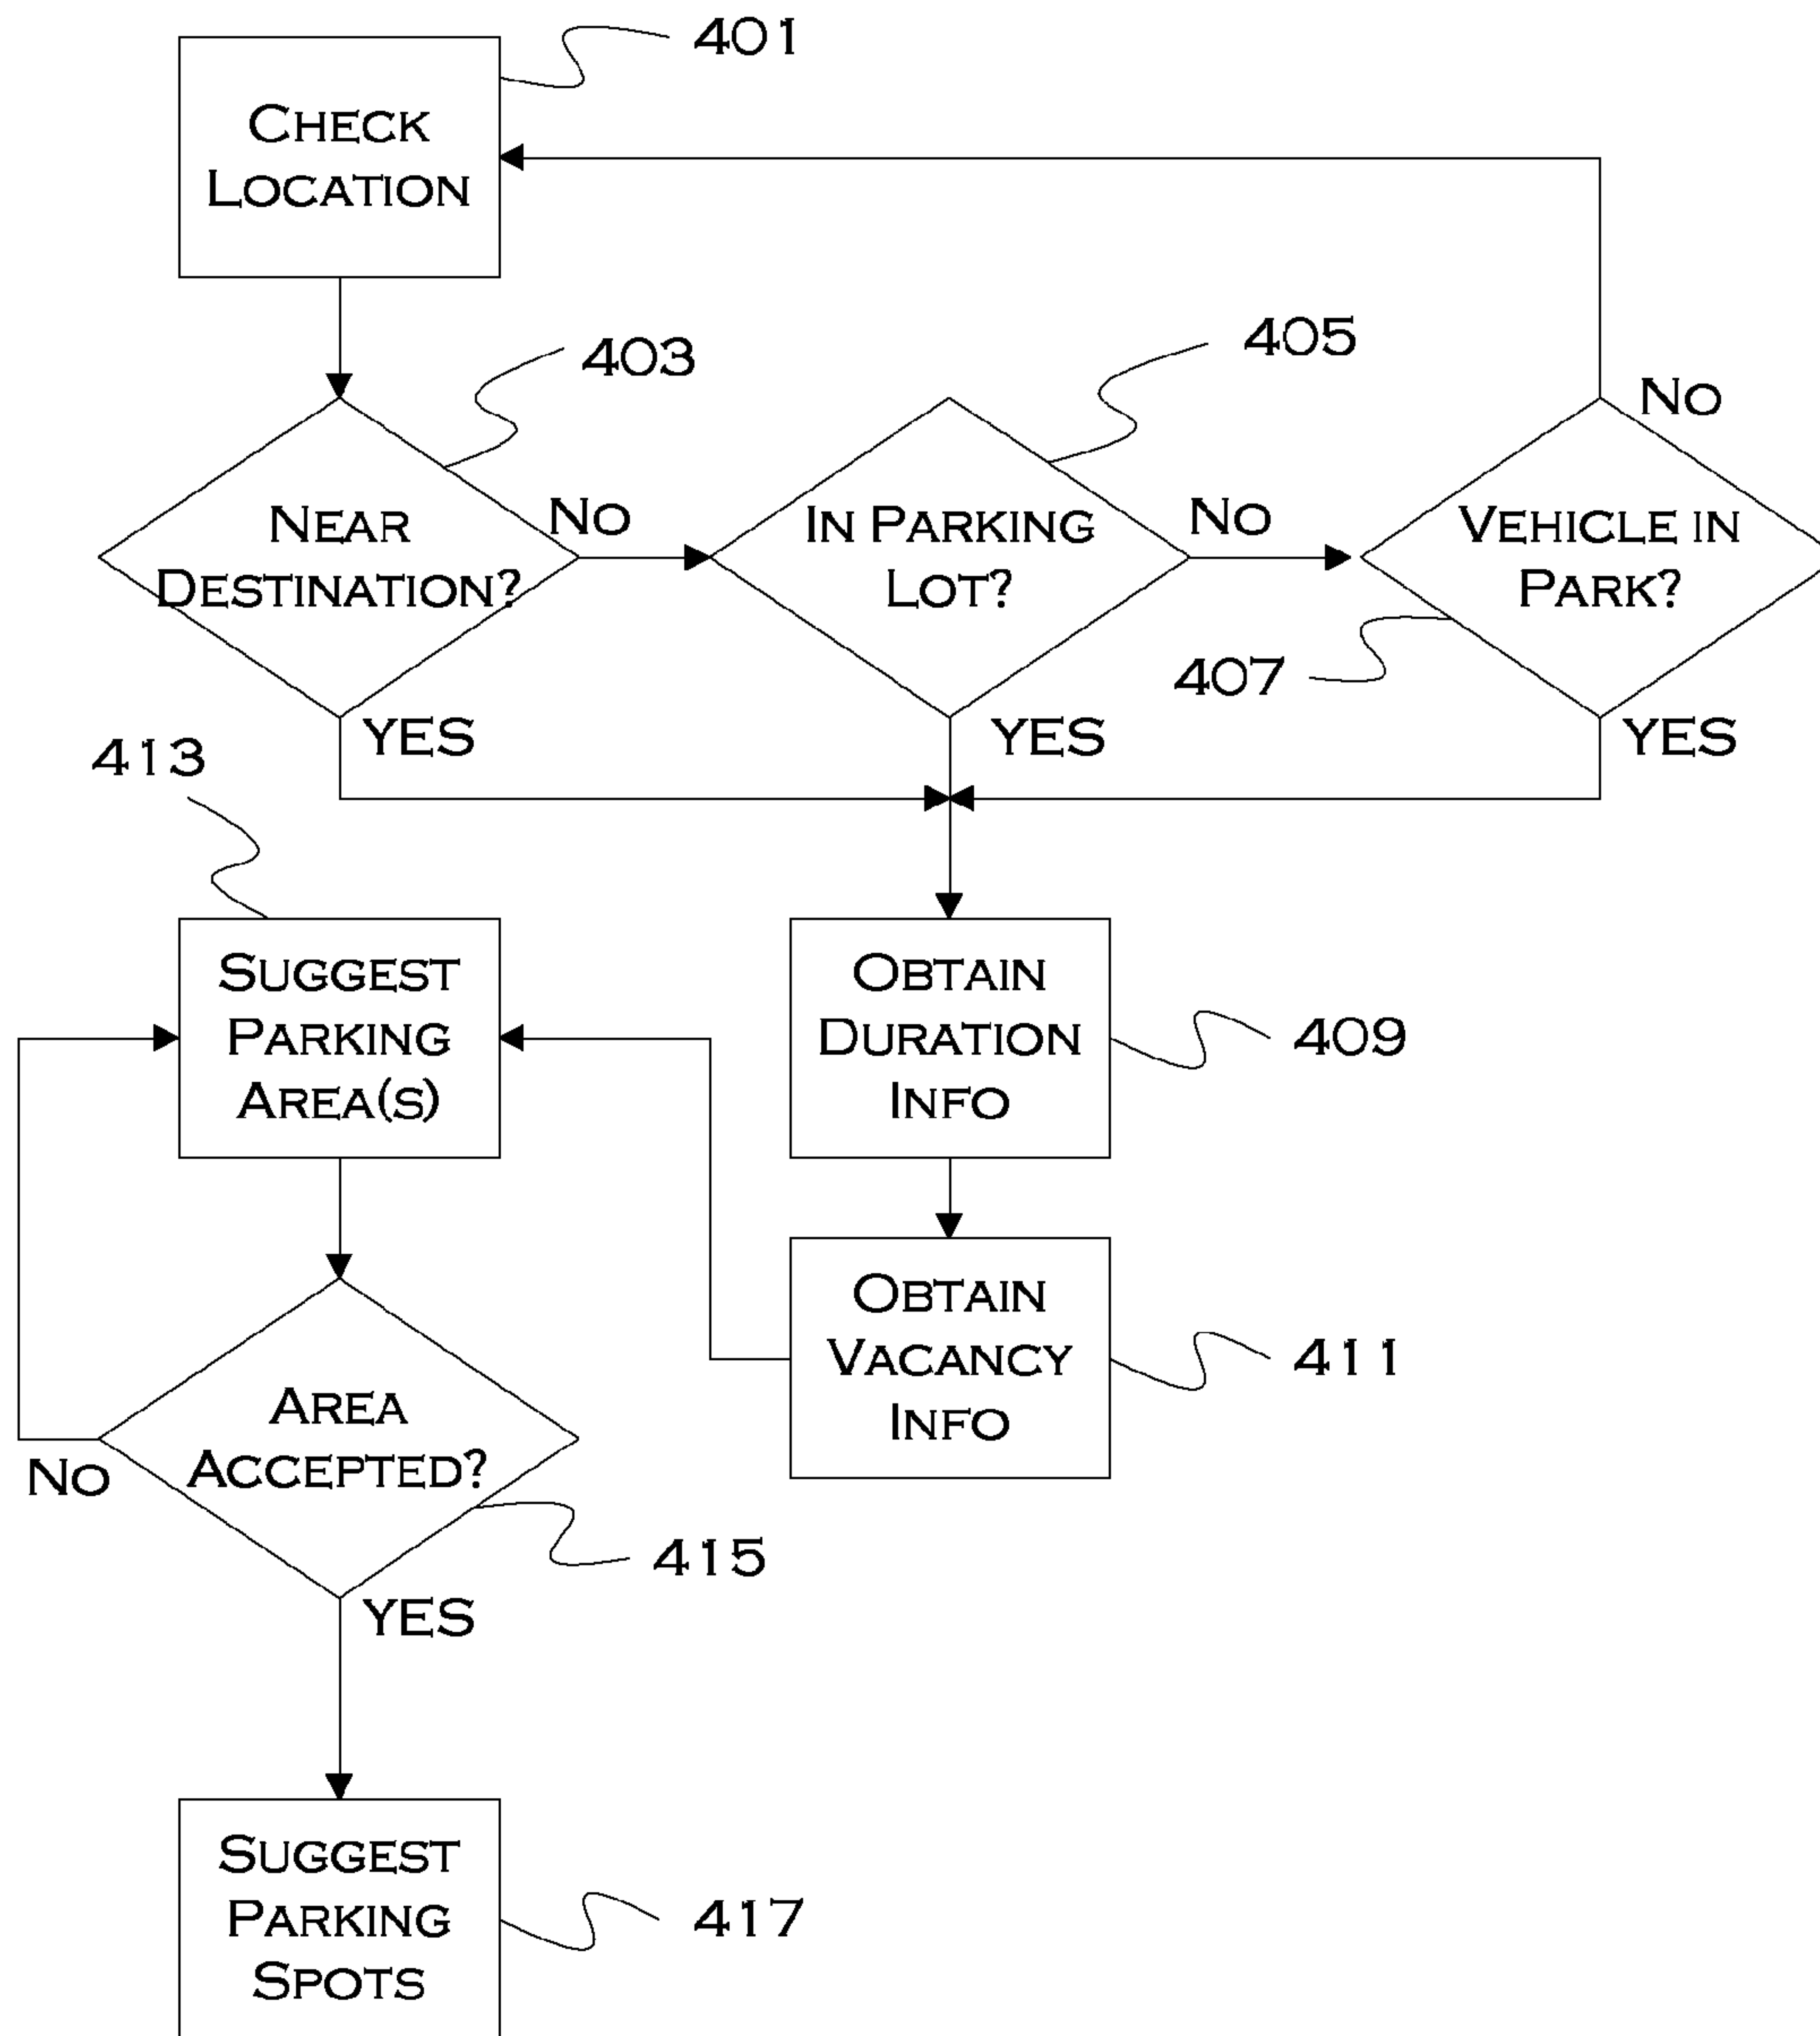 401
CHECK
LOCATION
403
405
NO
NEAR
DESTINATION?
NO
IN PARKING
LOT?
NO
VEHICLE IN
PARK?
407
YES
YES
YES
413
SUGGEST
PARKING
AREA(S)
OBTAIN
DURATION
INFO
409
OBTAIN
VACANCY
INFO
411
AREA
ACCEPTED?
NO
415
YES
SUGGEST
PARKING
SPOTS
417